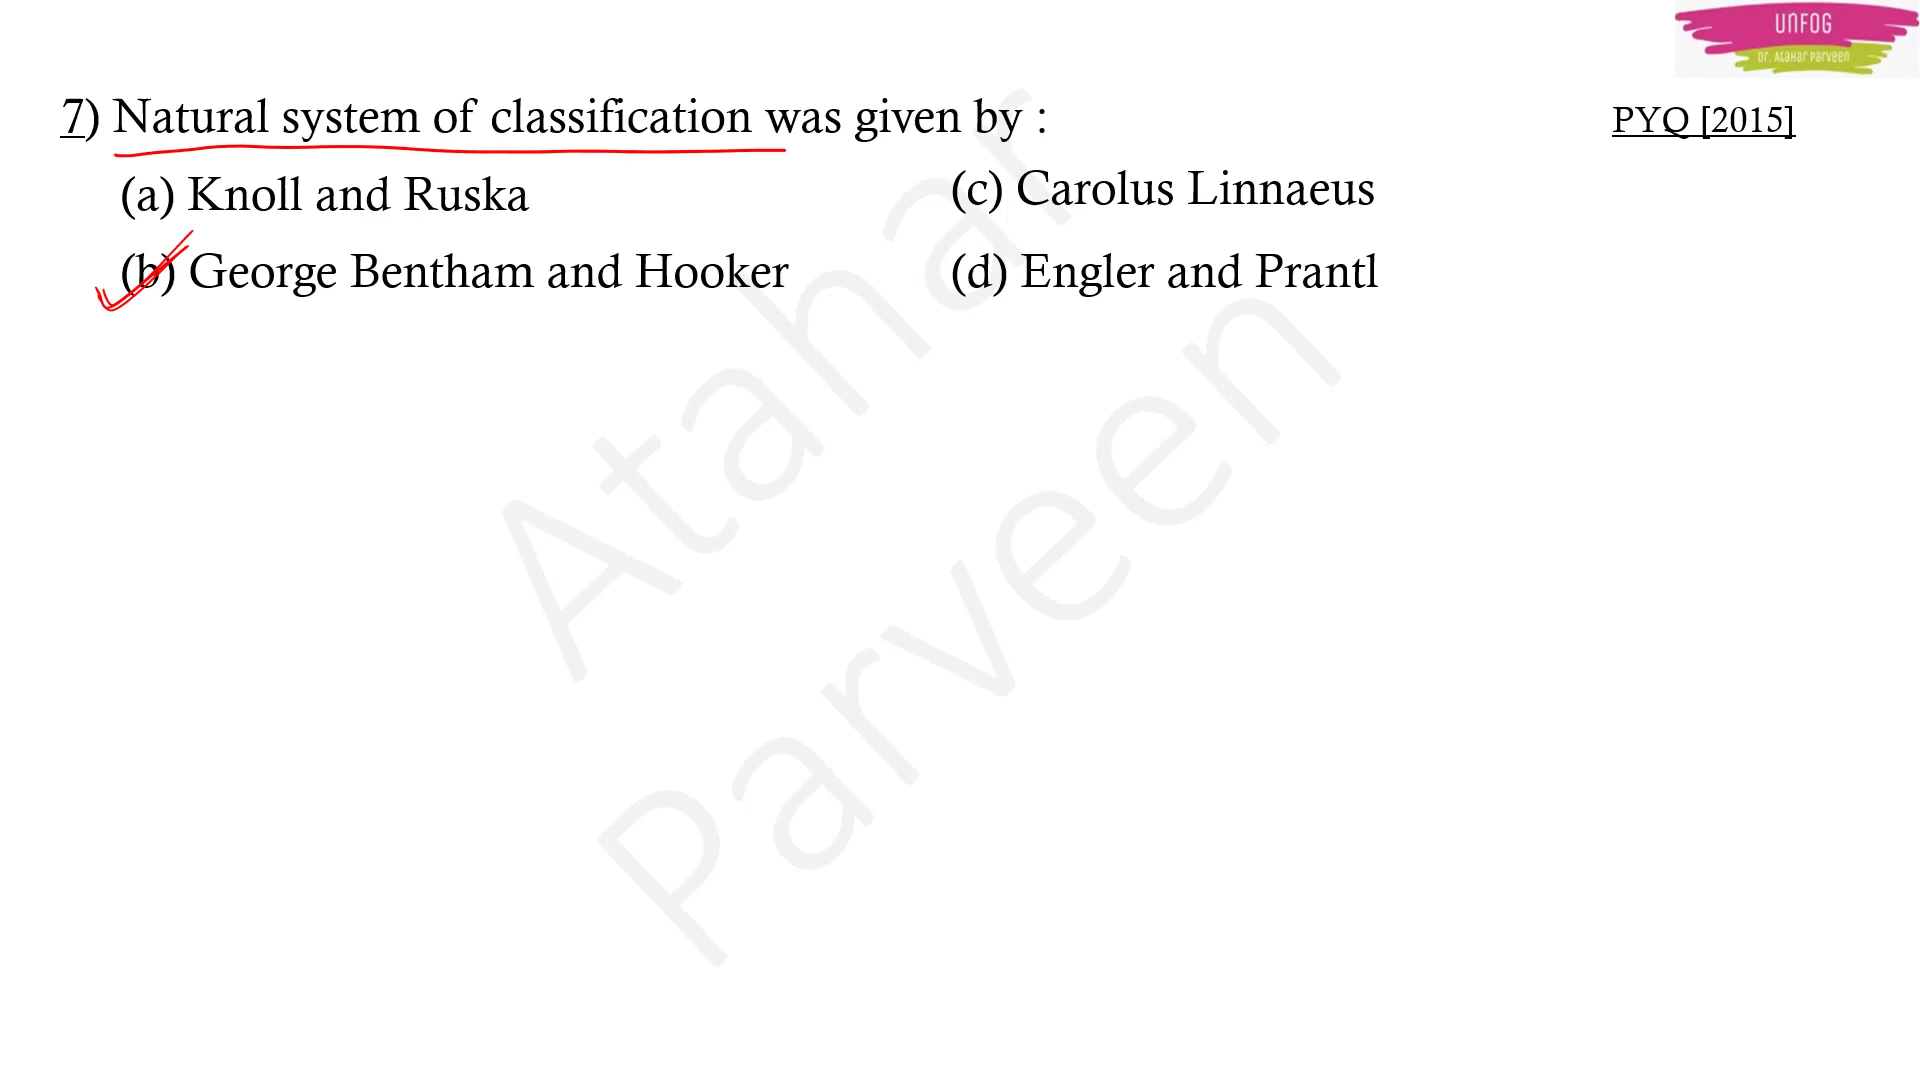 UNFOG
Dr. Atahar Parveen
7) Natural system of classification was given by :
PYQ [2015]
(a) Knoll and Ruska
(c) Carolus Linnaeus
(b) George Bentham and Hooker
(d) Engler and Prantl
Atahar
Parveen